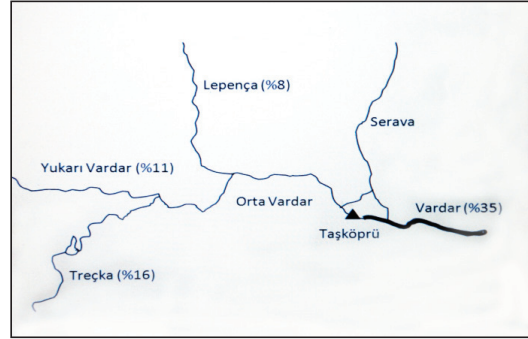 Lepença (%8)
Serava
Yukarı Vardar (%11)
Orta Vardar
Vardar (%35)
Taşköprü
Treçka (%16)